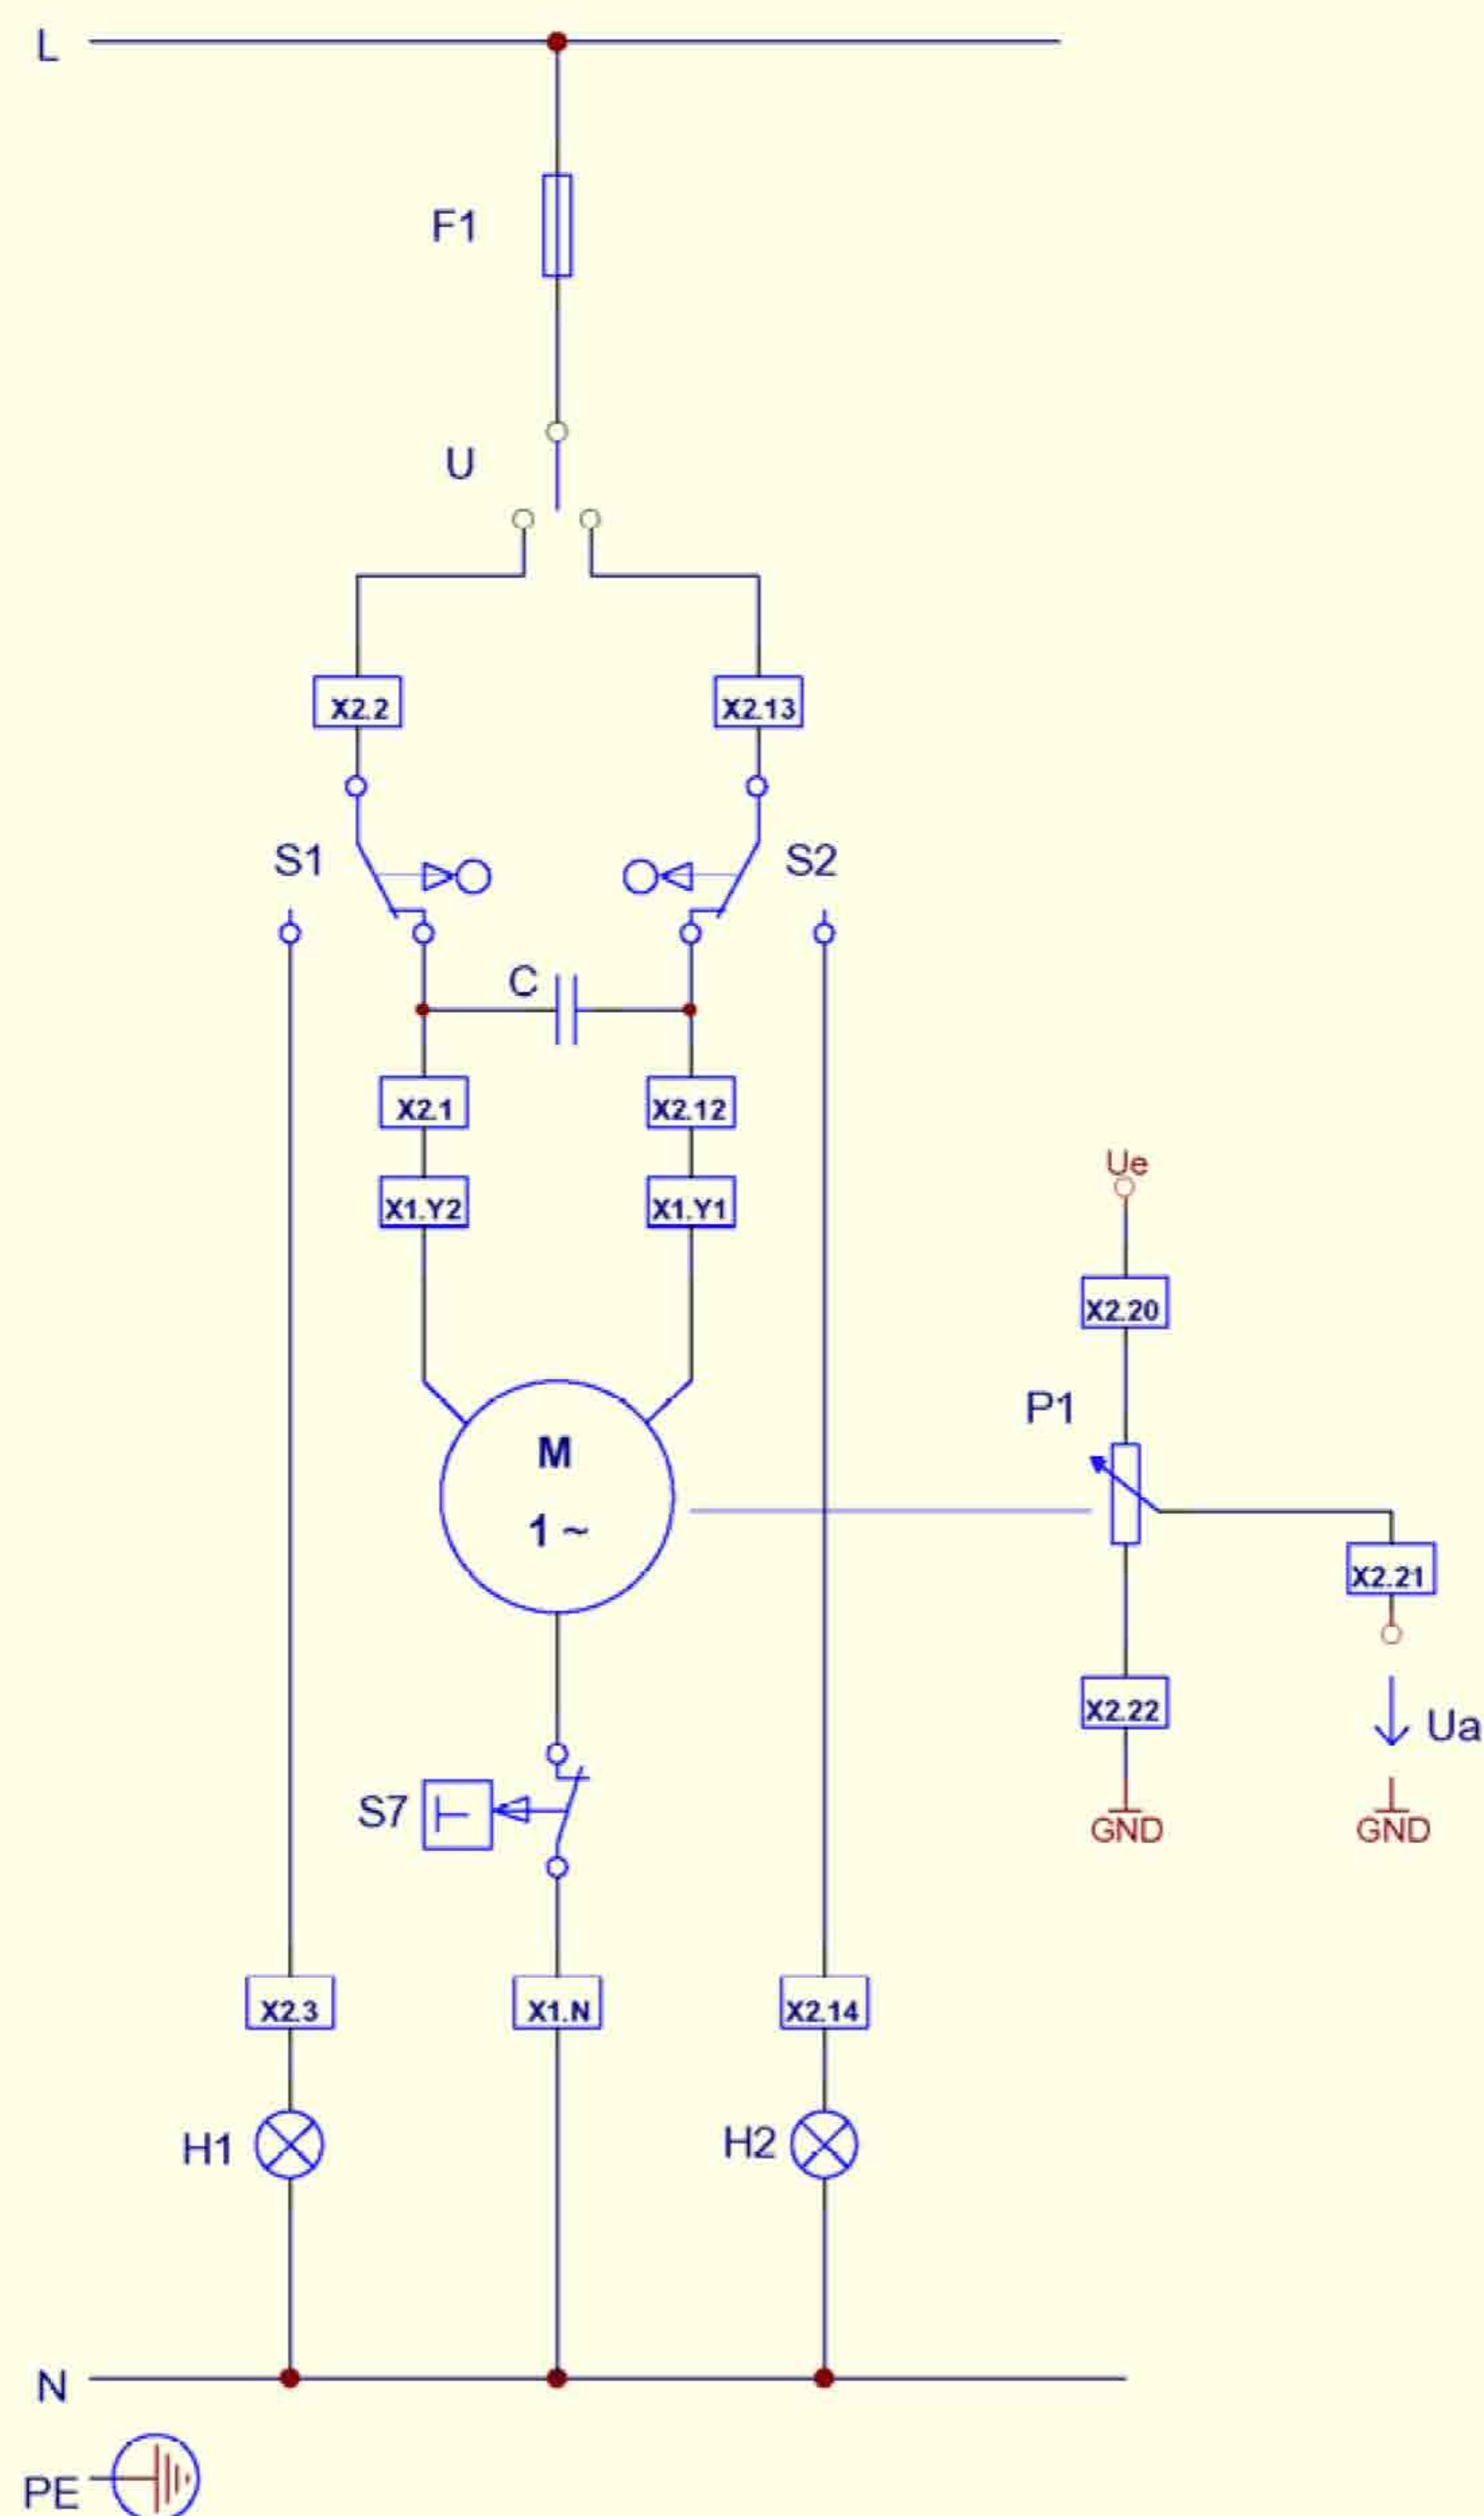 L
F1
U
X2.2
X2.13
S1
S2
C
X2.1
X2.12
Ue
X1.Y2
X1.Y1
X2.20
P1
M
1 ~
X2.21
X2.22
Ua
S7
GND
GND
X2.3
X1.N
X2.14
H1
H2
N
PE